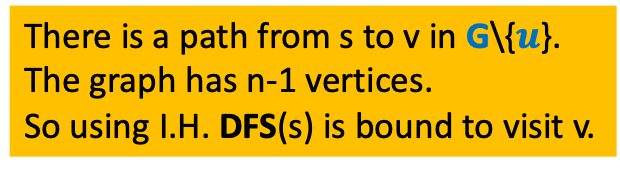 There is a path from s to v in G\{u}.
The graph has n-1 vertices.
So using I.H. DFS(s) is bound to visit v.